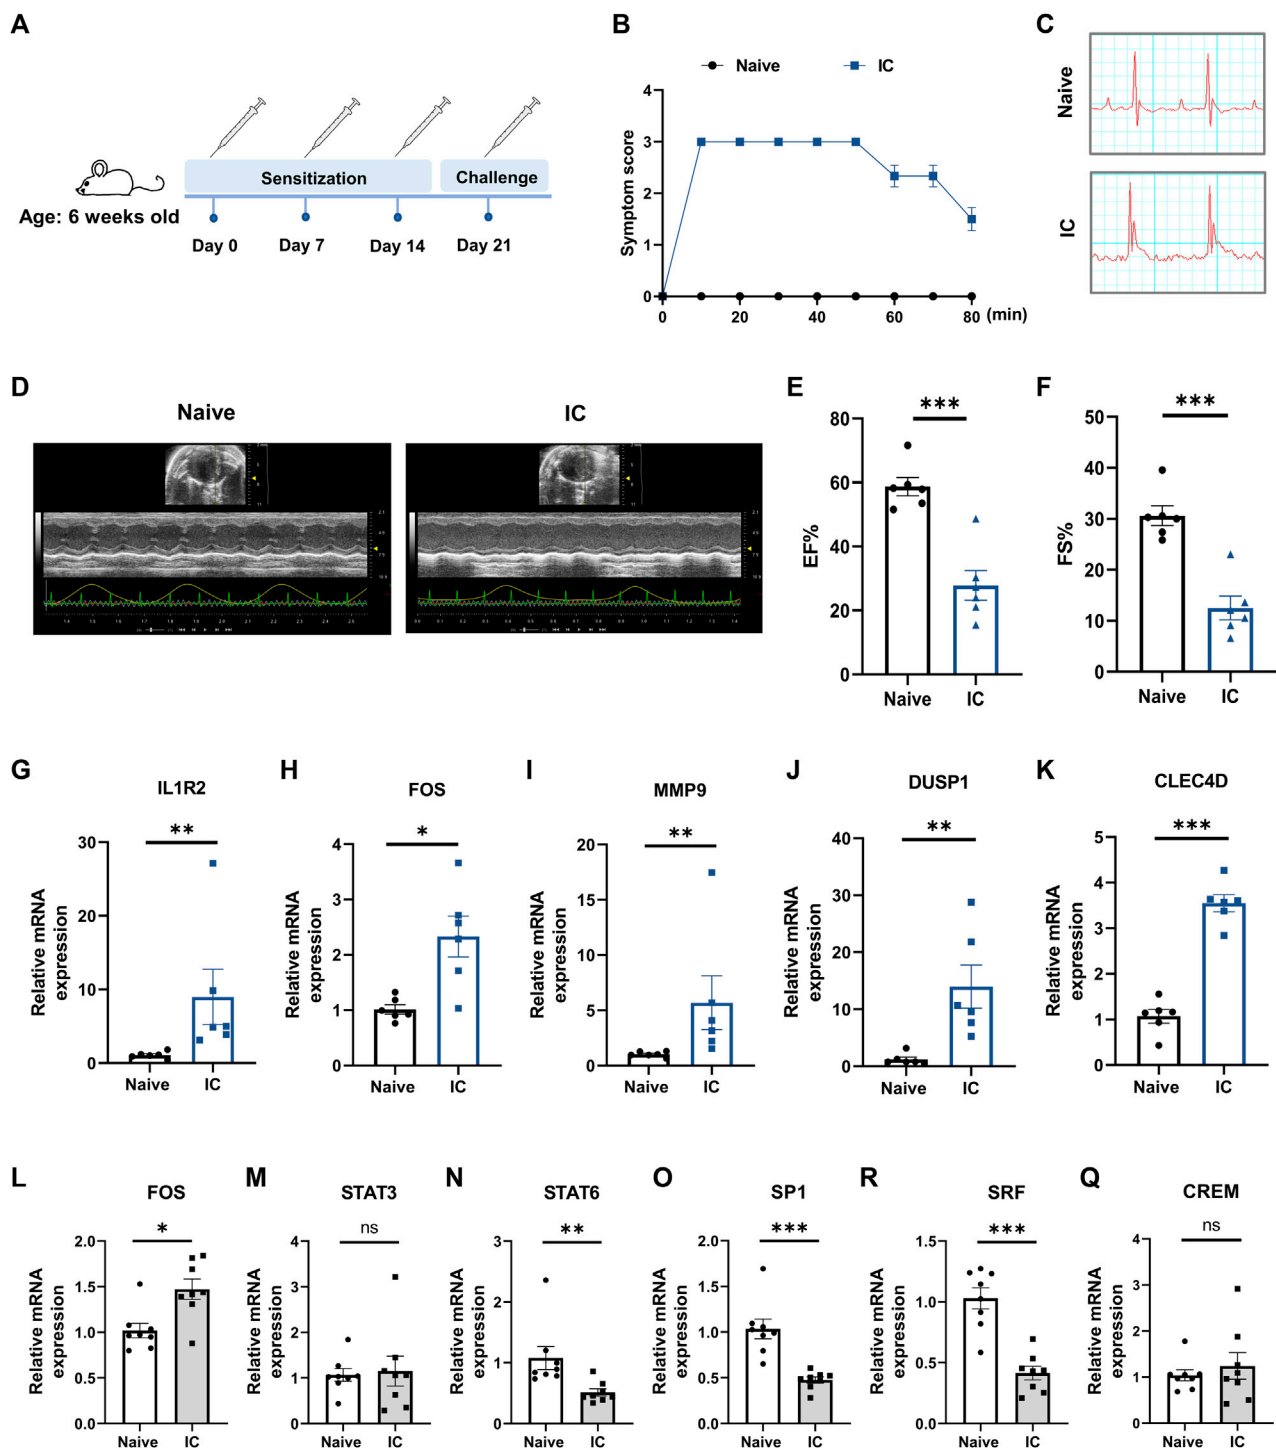 A
Sensitization
Challenge
Age: 6 weeks old
Day 0
Day 7
Day 14
Day 21
B
Naive
IC
Symptom score
4
3
2
1
0
0
20
40
60
80
(min)
C
Naive
IC
D
Naive
IC
E
***
EF%
80
60
40
20
0
Naive
IC
F
***
FS%
50
40
30
20
10
0
Naive
IC
G
IL1R2
**
Relative mRNA
expression
30
20
10
0
Naive
IC
H
FOS
*
Relative mRNA
expression
4
3
2
1
0
Naive
IC
I
MMP9
**
Relative mRNA
expression
20
15
10
5
0
Naive
IC
J
DUSP1
**
Relative mRNA
expression
40
30
20
10
0
Naive
IC
K
CLEC4D
***
Relative mRNA
expression
5
4
3
2
1
0
Naive
IC
L
FOS
*
Relative mRNA
expression
2.0
1.5
1.0
0.5
0.0
Naive
IC
M
STAT3
ns
Relative mRNA
expression
4
3
2
1
0
Naive
IC
N
STAT6
**
Relative mRNA
expression
3
2
1
0
Naive
IC
O
SP1
***
Relative mRNA
expression
2.0
1.5
1.0
0.5
0.0
Naive
IC
R
SRF
***
Relative mRNA
expression
1.5
1.0
0.5
0.0
Naive
IC
Q
CREM
ns
Relative mRNA
expression
4
3
2
1
0
Naive
IC